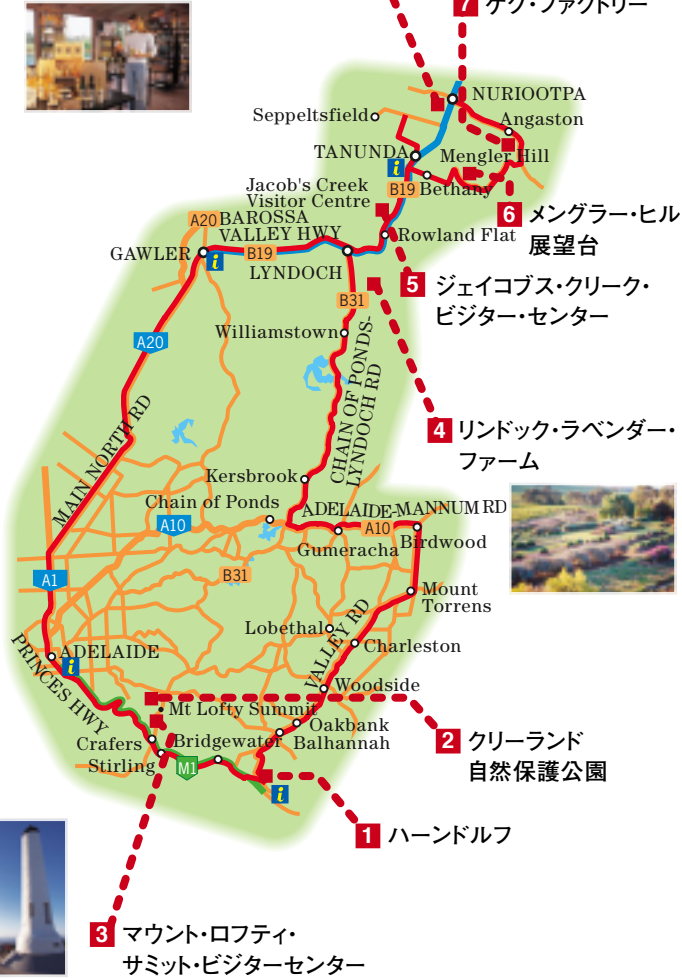 7 ケグ・ファクトリー
NURIOOTPA
Seppeltsfield
Angaston
TANUNDA
Mengler Hill
i
Jacob's Creek
Visitor Centre
B19
Bethany
6 メングラー・ヒル
展望台
A20
BAROSSA
VALLEY HWY
Rowland Flat
GAWLER
i
B19
LYNDOCH
5 ジェイコブス・クリーク・
ビジター・センター
B31
Williamstown
A20
CHAIN OF PONDS-
LYNDOCH RD
MAIN NORTH RD
4 リンドック・ラベンダー・
ファーム
Kersbrook
Chain of Ponds
ADELAIDE-MANNUM RD
A10
A10
Gumeracha
Birdwood
B31
A1
Mount
Torrens
Lobethal
VALLEY RD
Charleston
ADELAIDE
i
PRINCES HWY
Woodside
Mt Lofty Summit
Oakbank
Balhannah
2 クリーランド
自然保護公園
Crafers
Bridgewater
Stirling
M1
i
1 ハーンドルフ
3 マウント・ロフティ・
サミット・ビジターセンター